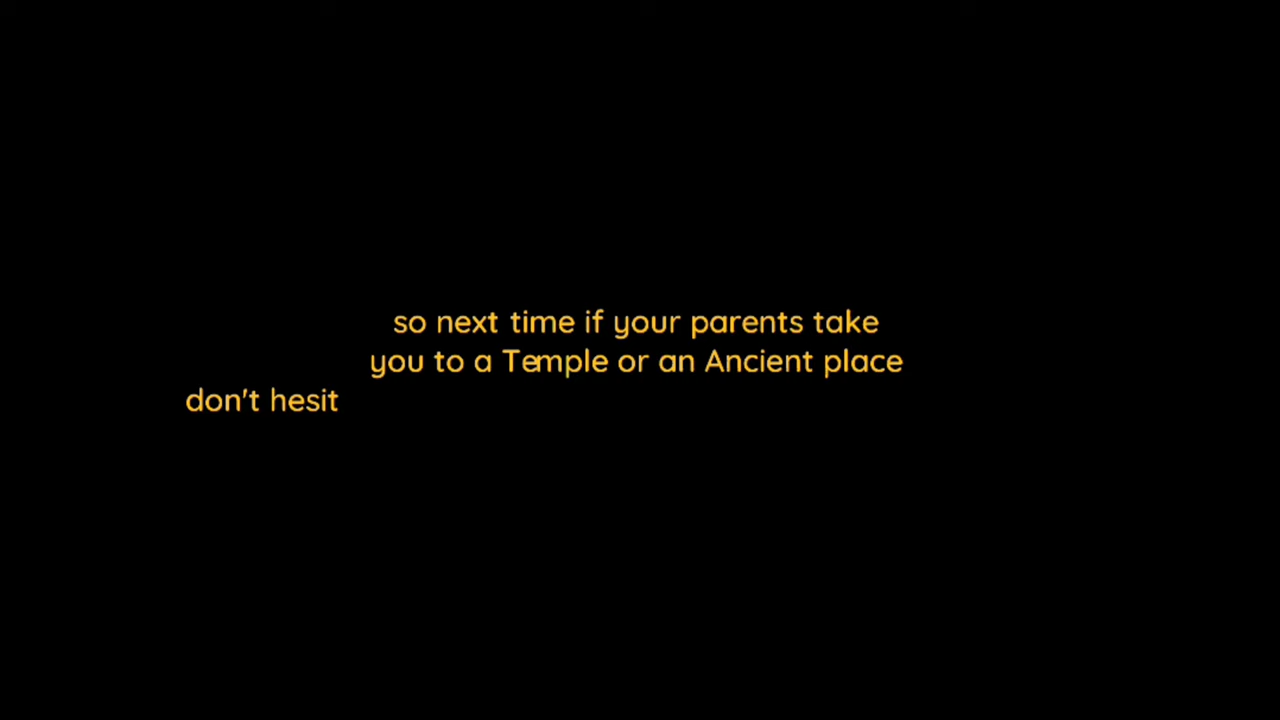 so next time if your parents take
you to a Temple or an Ancient place
don't hesit